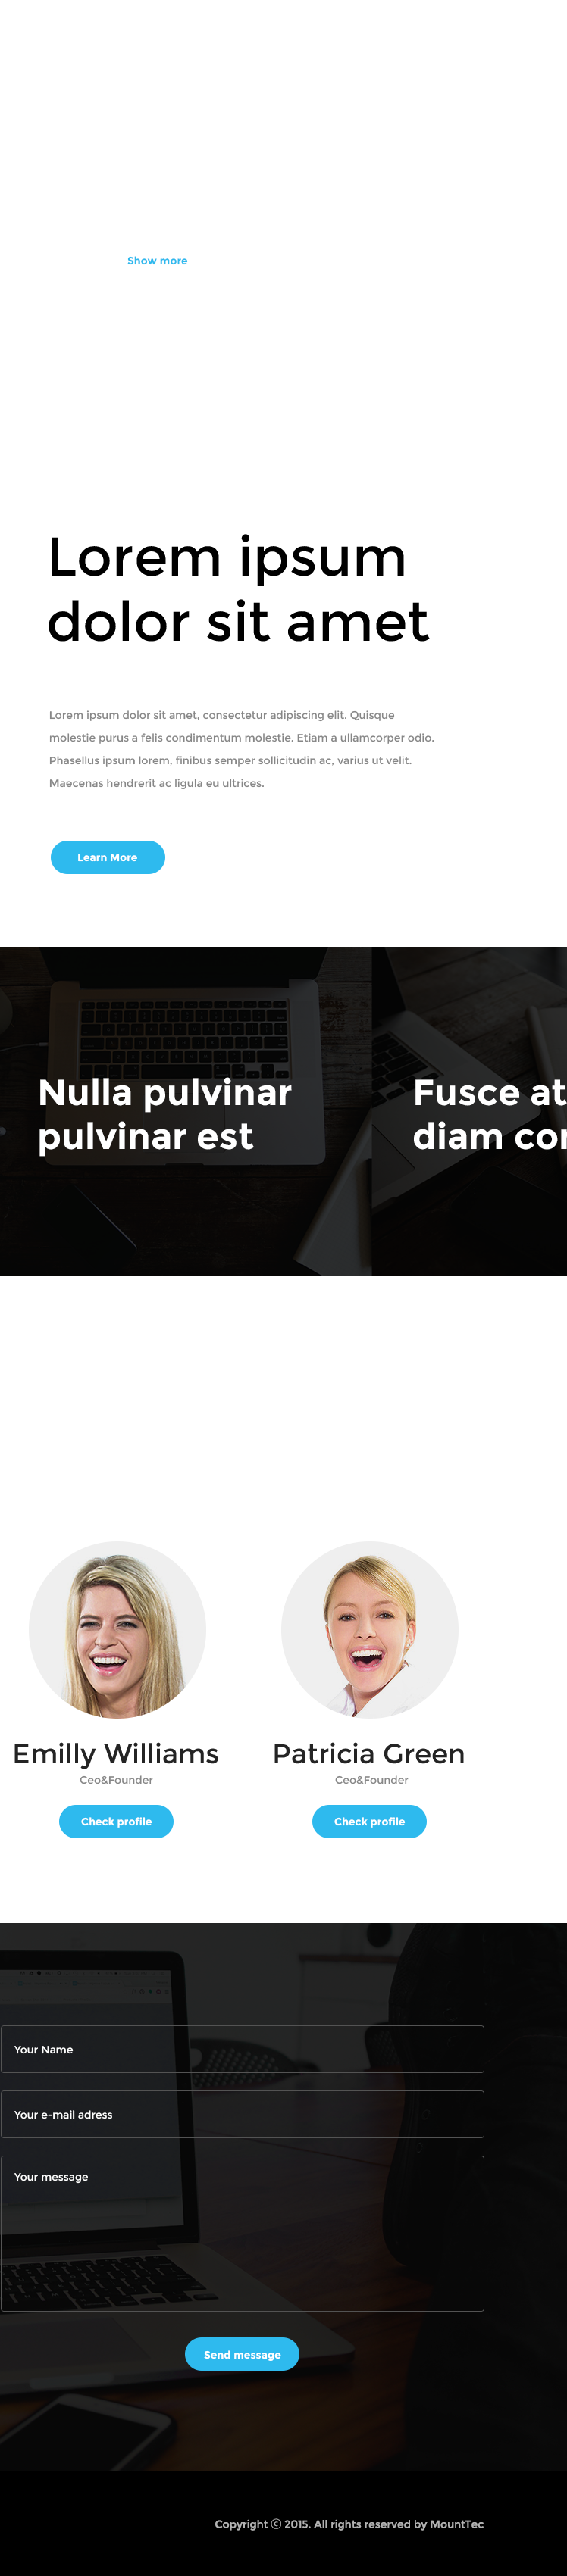 Show more
Lorem ipsum
dolor sit amet
Lorem ipsum dolor sit amet, consectetur adipiscing elit. Quisque
molestie purus a felis condimentum molestie. Etiam a ullamcorper odio.
Phasellus ipsum lorem, finibus semper sollicitudin ac, varius ut velit.
Maecenas hendrerit ac ligula eu ultrices.
Learn More
Nulla pulvinar
pulvinar est
Fusce at
diam
Emilly Williams
Ceo&Founder
Check profile
Patricia Green
Ceo&Founder
Check profile
Your Name
Your e-mail adress
Your message
Send message
Copyright © 2015. All rights reserved by MountTec